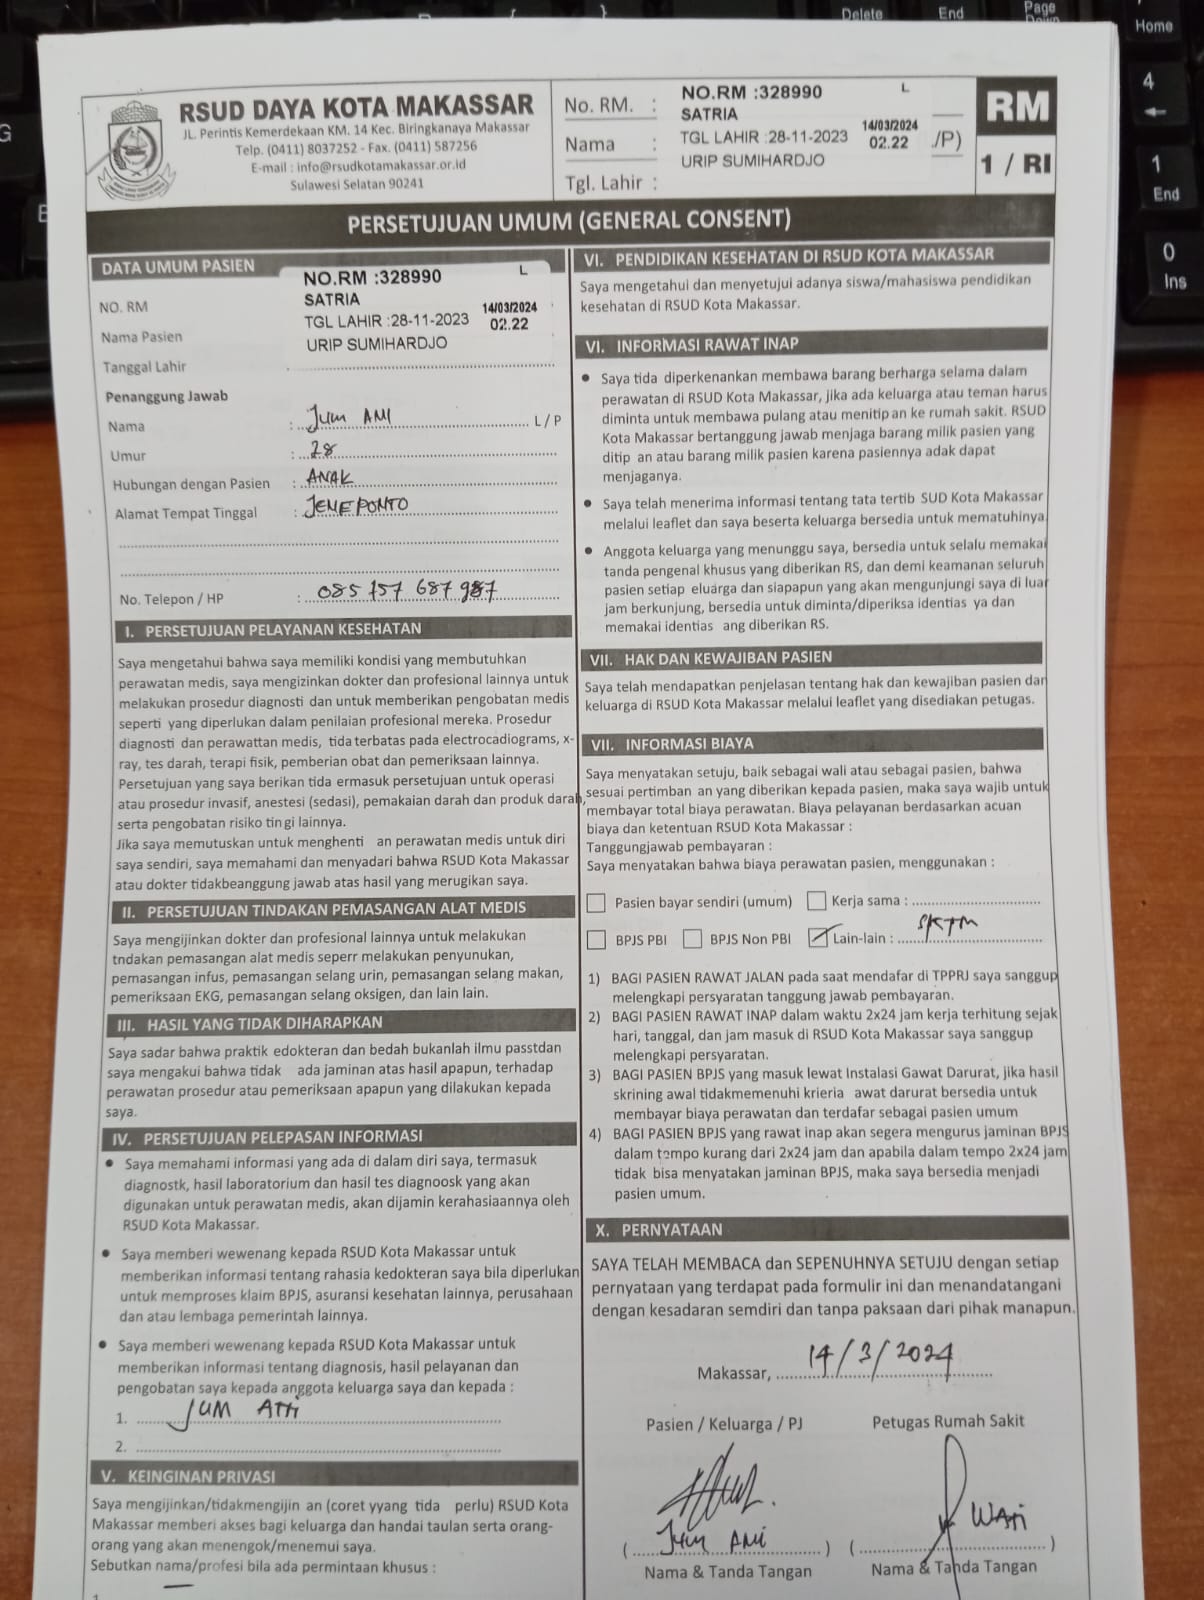 Delete
End
Page
Down
Home
4
1
End
0
Ins
G
RSUD DAYA KOTA MAKASSAR
JL. Perintis Kemerdekaan KM. 14 Kec. Biringkanaya Makassar
Telp. (0411) 8037252 - Fax. (0411) 587256
E-mail : info@rsudkotamakassar.or.id
Sulawesi Selatan 90241
No. RM. :
Nama :
Tgl. Lahir :
NO.RM :328990 L
SATRIA
TGL LAHIR :28-11-2023 14/03/2024
URIP SUMIHARDJO 02.22
/P)
RM
1 / RI
PERSETUJUAN UMUM (GENERAL CONSENT)
DATA UMUM PASIEN
NO. RM
Nama Pasien
Tanggal Lahir
NO.RM :328990 L
SATRIA
TGL LAHIR :28-11-2023 14/03/2024
URIP SUMIHARDJO 02.22
Penanggung Jawab
Nama : Jum ANI L / P
Umur : 28
Hubungan dengan Pasien : ANAK
Alamat Tempat Tinggal : JENEPONTO
No. Telepon / HP : 085 757 687 987
I. PERSETUJUAN PELAYANAN KESEHATAN
Saya mengetahui bahwa saya memiliki kondisi yang membutuhkan
perawatan medis, saya mengizinkan dokter dan profesional lainnya untuk
melakukan prosedur diagnosti dan untuk memberikan pengobatan medis
seperti yang diperlukan dalam penilaian profesional mereka. Prosedur
diagnosti dan perawattan medis, tida terbatas pada electrocadiograms, x-
ray, tes darah, terapi fisik, pemberian obat dan pemeriksaan lainnya.
Persetujuan yang saya berikan tida ermasuk persetujuan untuk operasi
atau prosedur invasif, anestesi (sedasi), pemakaian darah dan produk darah,
serta pengobatan risiko tin gi lainnya.
Jika saya memutuskan untuk menghenti an perawatan medis untuk diri
saya sendiri, saya memahami dan menyadari bahwa RSUD Kota Makassar
atau dokter tidakbeanggung jawab atas hasil yang merugikan saya.
II. PERSETUJUAN TINDAKAN PEMASANGAN ALAT MEDIS
Saya mengijinkan dokter dan profesional lainnya untuk melakukan
tndakan pemasangan alat medis seperr melakukan penyunukan,
pemasangan infus, pemasangan selang urin, pemasangan selang makan,
pemeriksaan EKG, pemasangan selang oksigen, dan lain lain.
III. HASIL YANG TIDAK DIHARAPKAN
Saya sadar bahwa praktik edokteran dan bedah bukanlah ilmu passtdan
saya mengakui bahwa tidak ada jaminan atas hasil apapun, terhadap
perawatan prosedur atau pemeriksaan apapun yang dilakukan kepada
saya.
IV. PERSETUJUAN PELEPASAN INFORMASI
• Saya memahami informasi yang ada di dalam diri saya, termasuk
diagnostk, hasil laboratorium dan hasil tes diagnoosk yang akan
digunakan untuk perawatan medis, akan dijamin kerahasiaannya oleh
RSUD Kota Makassar.
• Saya memberi wewenang kepada RSUD Kota Makassar untuk
memberikan informasi tentang rahasia kedokteran saya bila diperlukan
untuk memproses klaim BPJS, asuransi kesehatan lainnya, perusahaan
dan atau lembaga pemerintah lainnya.
• Saya memberi wewenang kepada RSUD Kota Makassar untuk
memberikan informasi tentang diagnosis, hasil pelayanan dan
pengobatan saya kepada anggota keluarga saya dan kepada :
1. JUM
2.
V. KEINGINAN PRIVASI
Saya mengijinkan/tidakmengijin an (coret yyang tida perlu) RSUD Kota
Makassar memberi akses bagi keluarga dan handai taulan serta orang-
orang yang akan menengok/menemui saya.
Sebutkan nama/profesi bila ada permintaan khusus :
VI. PENDIDIKAN KESEHATAN DI RSUD KOTA MAKASSAR
Saya mengetahui dan menyetujui adanya siswa/mahasiswa pendidikan
kesehatan di RSUD Kota Makassar.
VI. INFORMASI RAWAT INAP
• Saya tida diperkenankan membawa barang berharga selama dalam
perawatan di RSUD Kota Makassar, jika ada keluarga atau teman harus
diminta untuk membawa pulang atau menitip an ke rumah sakit. RSUD
Kota Makassar bertanggung jawab menjaga barang milik pasien yang
ditip an atau barang milik pasien karena pasiennya adak dapat
menjaganya.
• Saya telah menerima informasi tentang tata tertib SUD Kota Makassar
melalui leaflet dan saya beserta keluarga bersedia untuk mematuhinya
• Anggota keluarga yang menunggu saya, bersedia untuk selalu memakai
tanda pengenal khusus yang diberikan RS, dan demi keamanan seluruh
pasien setiap eluarga dan siapapun yang akan mengunjungi saya di luar
jam berkunjung, bersedia untuk diminta/diperiksa identias ya dan
memakai identias ang diberikan RS.
VII. HAK DAN KEWAJIBAN PASIEN
Saya telah mendapatkan penjelasan tentang hak dan kewajiban pasien dan
keluarga di RSUD Kota Makassar melalui leaflet yang disediakan petugas.
VII. INFORMASI BIAYA
Saya menyatakan setuju, baik sebagai wali atau sebagai pasien, bahwa
sesuai pertimban an yang diberikan kepada pasien, maka saya wajib untuk
membayar total biaya perawatan. Biaya pelayanan berdasarkan acuan
biaya dan ketentuan RSUD Kota Makassar :
Tanggungjawab pembayaran :
Saya menyatakan bahwa biaya perawatan pasien, menggunakan :
Pasien bayar sendiri (umum) Kerja sama :
BPJS PBI BPJS Non PBI Lain-lain : SKTM
1) BAGI PASIEN RAWAT JALAN pada saat mendafar di TPPRJ saya sanggup
melengkapi persyaratan tanggung jawab pembayaran.
2) BAGI PASIEN RAWAT INAP dalam waktu 2x24 jam kerja terhitung sejak
hari, tanggal, dan jam masuk di RSUD Kota Makassar saya sanggup
melengkapi persyaratan.
3) BAGI PASIEN BPJS yang masuk lewat Instalasi Gawat Darurat, jika hasil
skrining awal tidakmemenuhi krieria awat darurat bersedia untuk
membayar biaya perawatan dan terdafar sebagai pasien umum
4) BAGI PASIEN BPJS yang rawat inap akan segera mengurus jaminan BPJS
dalam tempo kurang dari 2x24 jam dan apabila dalam tempo 2x24 jam
tidak bisa menyatakan jaminan BPJS, maka saya bersedia menjadi
pasien umum.
X. PERNYATAAN
SAYA TELAH MEMBACA dan SEPENUHNYA SETUJU dengan setiap
pernyataan yang terdapat pada formulir ini dan menandatangani
dengan kesadaran semdiri dan tanpa paksaan dari pihak manapun.
Makassar, 14/3/2024
Pasien / Keluarga / PJ Petugas Rumah Sakit
( Jum ANI ) ( WATI )
Nama & Tanda Tangan Nama & Tanda Tangan